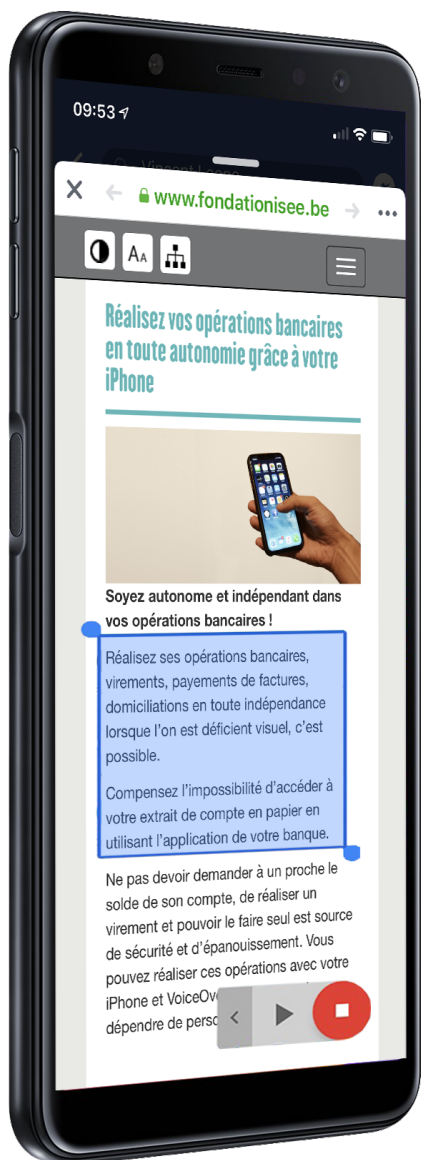 09:53
www.fondationisee.be
AA
Réalisez vos opérations bancaires
en toute autonomie grâce à votre
iPhone
Soyez autonome et indépendant dans
vos opérations bancaires !
Réalisez ses opérations bancaires,
virements, payements de factures,
domiciliations en toute indépendance
lorsque l'on est déficient visuel, c'est
possible.
Compensez l'impossibilité d'accéder à
votre extrait de compte en papier en
utilisant l'application de votre banque.
Ne pas devoir demander à un proche le
solde de son compte, de réaliser un
virement et pouvoir le faire seul est source
de sécurité et d'épanouissement. Vous
pouvez réaliser ces opérations avec votre
iPhone et
dépendre de